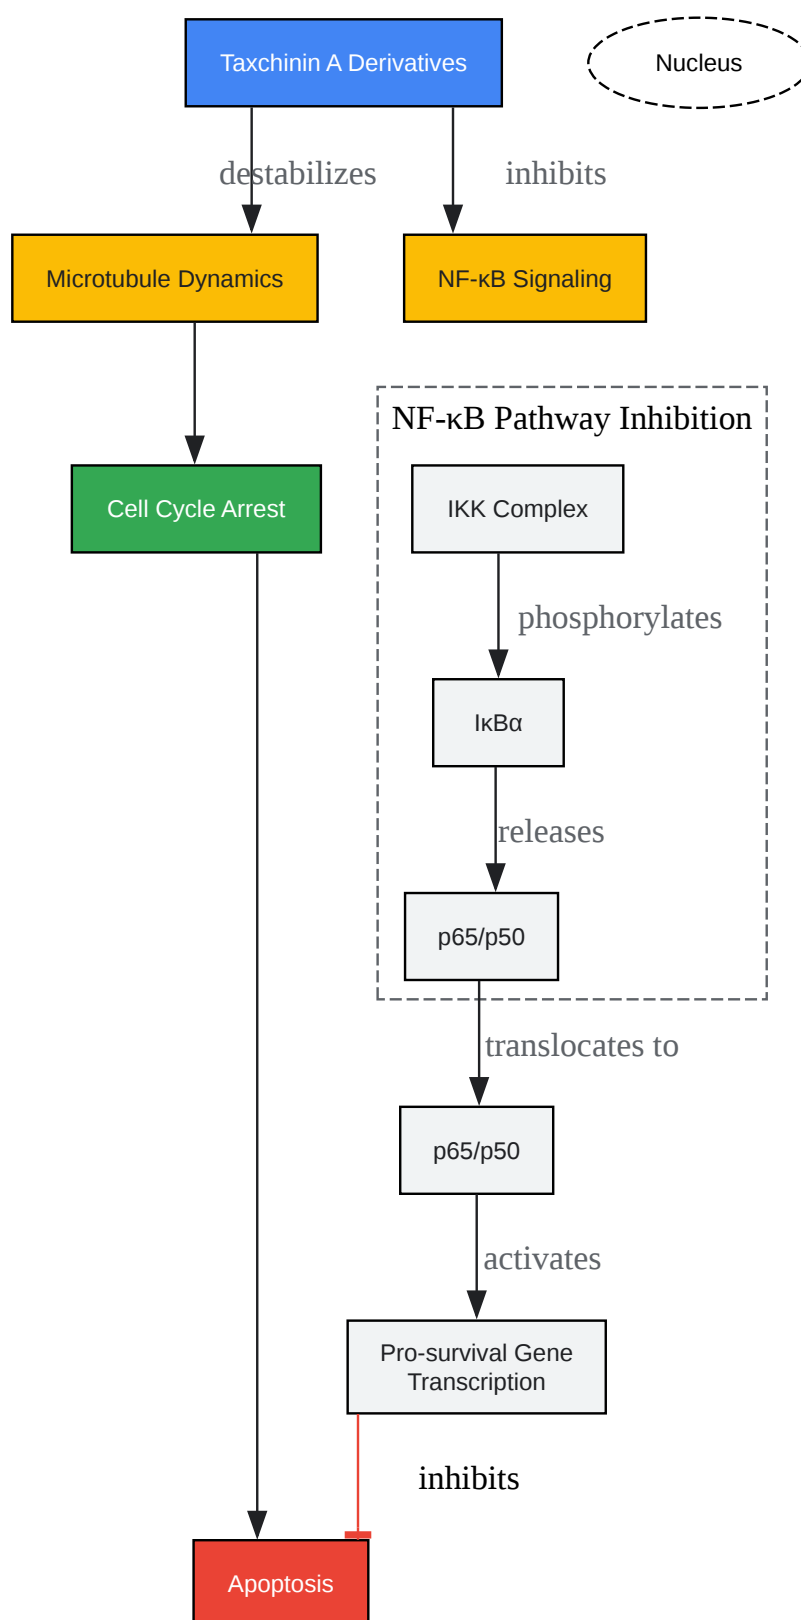 Taxchinin A Derivatives
Nucleus
destabilizes
inhibits
Microtubule Dynamics
NF-κB Signaling
NF-κB Pathway Inhibition
Cell Cycle Arrest
IKK Complex
phosphorylates
IκBα
releases
p65/p50
translocates to
p65/p50
activates
Pro-survival Gene
Transcription
inhibits
Apoptosis